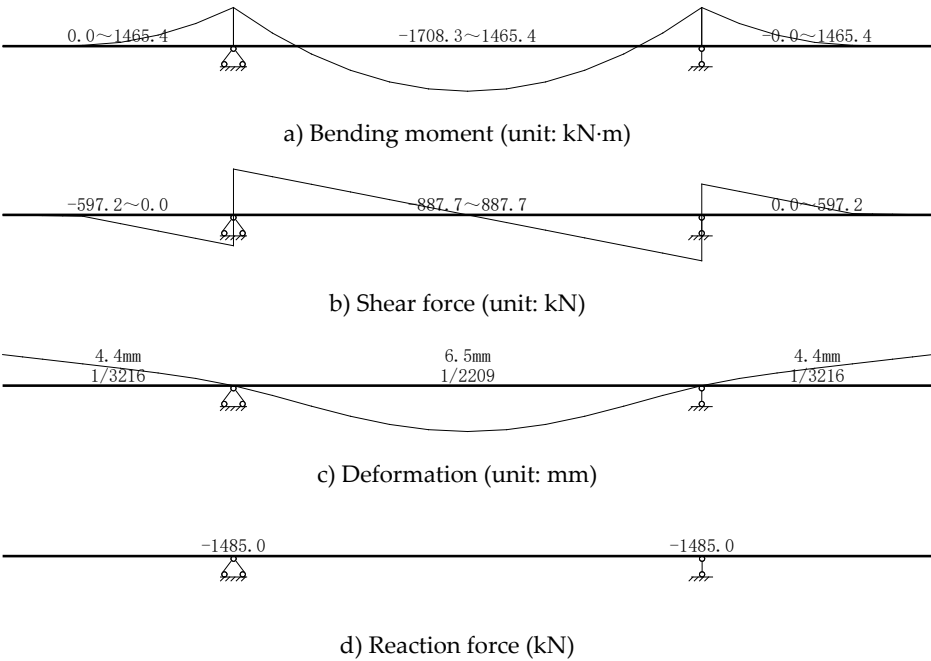 0.0～1465.4 -1708.3～1465.4 -0.0～1465.4
a) Bending moment (unit: kN·m)
-597.2～0.0 -887.7～887.7 0.0～597.2
b) Shear force (unit: kN)
4.4mm 6.5mm 4.4mm
1/3216 1/2209 1/3216
c) Deformation (unit: mm)
-1485.0 -1485.0
d) Reaction force (kN)